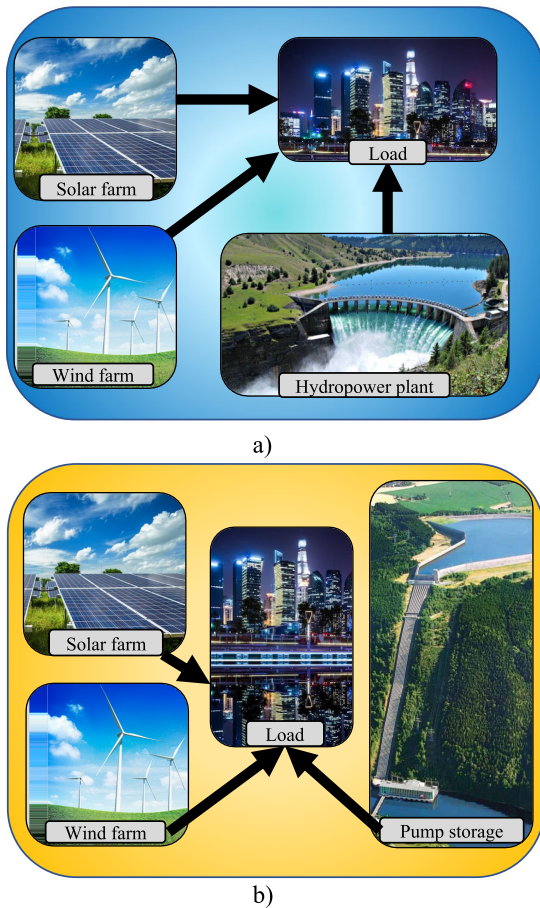 Solar farm
Load
Wind farm
Hydropower plant
a)
Solar farm
Load
Wind farm
Pump storage
b)